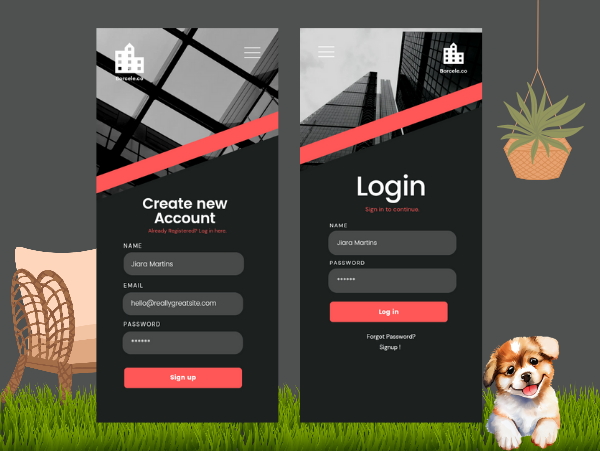 Borcele.co
Create new
Account
Already Registered? Log in here.
NAME
Jiara Martins
EMAIL
hello@reallygreatsite.com
PASSWORD
******
Sign up
Borcele.co
Login
Sign in to continue.
NAME
Jiara Martins
PASSWORD
******
Log in
Forgot Password?
Signup !